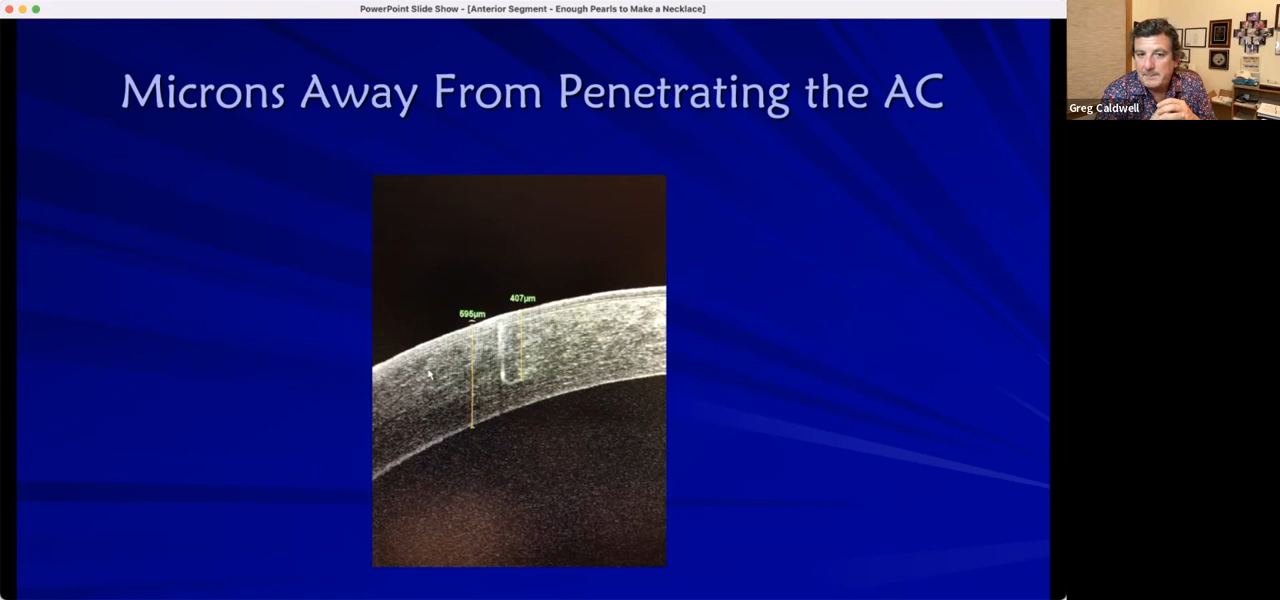 PowerPoint Slide Show - [Anterior Segment - Enough Pearls to Make a Necklace]
Greg Caldwell
Microns Away From Penetrating the AC
407µm
595µm